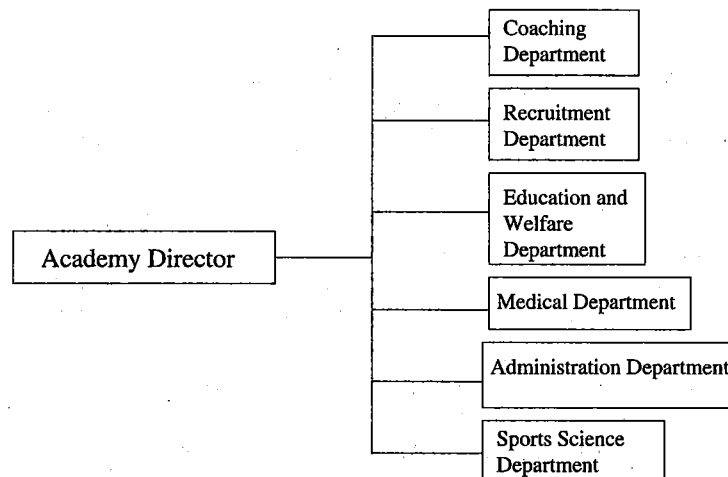 Coaching
Department
Recruitment
Department
Education and
Welfare
Department
Academy Director
Medical Department
Administration Department
Sports Science
Department